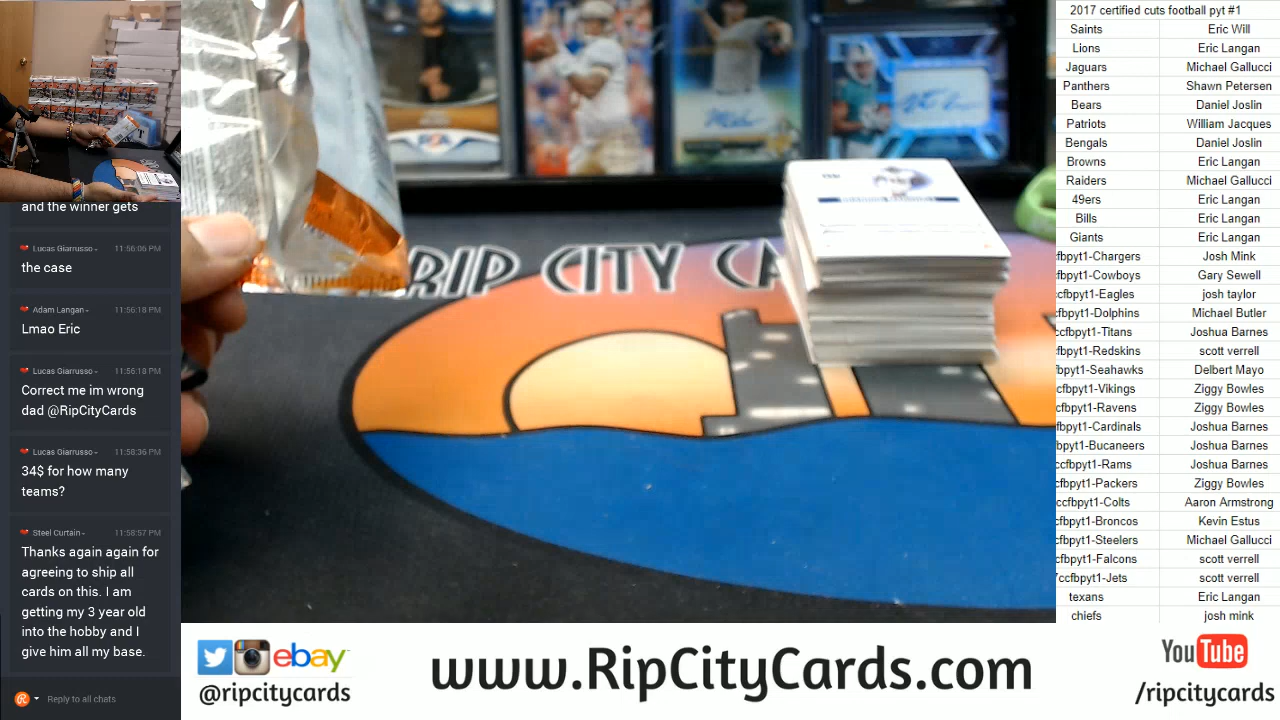 and the winner gets
Lucas Giarrusso 11:56:06 PM
the case
Adam Langan 11:56:18 PM
Lmao Eric
Lucas Giarrusso 11:56:18 PM
Correct me im wrong
dad @RipCityCards
Lucas Giarrusso 11:58:36 PM
34$ for how many
teams?
Steel Curtain 11:58:57 PM
Thanks again again for
agreeing to ship all
cards on this. I am
getting my 3 year old
into the hobby and I
give him all my base.
Reply to all chats
RIP CITY CA
2017 certified cuts football pyt #1
Saints Eric Will
Lions Eric Langan
Jaguars Michael Gallucci
Panthers Shawn Petersen
Bears Daniel Joslin
Patriots William Jacques
Bengals Daniel Joslin
Browns Eric Langan
Raiders Michael Gallucci
49ers Eric Langan
Bills Eric Langan
Giants Eric Langan
cfbpyt1-Chargers Josh Mink
cfbpyt1-Cowboys Gary Sewell
cfbpyt1-Eagles josh taylor
cfbpyt1-Dolphins Michael Butler
ccfbpyt1-Titans Joshua Barnes
fbpyt1-Redskins scott verrell
fbpyt1-Seahawks Delbert Mayo
cfbpyt1-Vikings Ziggy Bowles
cfbpyt1-Ravens Ziggy Bowles
fbpyt1-Cardinals Joshua Barnes
bpyt1-Bucaneers Joshua Barnes
ccfbpyt1-Rams Joshua Barnes
cfbpyt1-Packers Ziggy Bowles
ccfbpyt1-Colts Aaron Armstrong
cfbpyt1-Broncos Kevin Estus
cfbpyt1-Steelers Michael Gallucci
cfbpyt1-Falcons scott verrell
7ccfbpyt1-Jets scott verrell
texans Eric Langan
chiefs josh mink
ebay
@ripcitycards
www.RipCityCards.com
YouTube
/ripcitycards